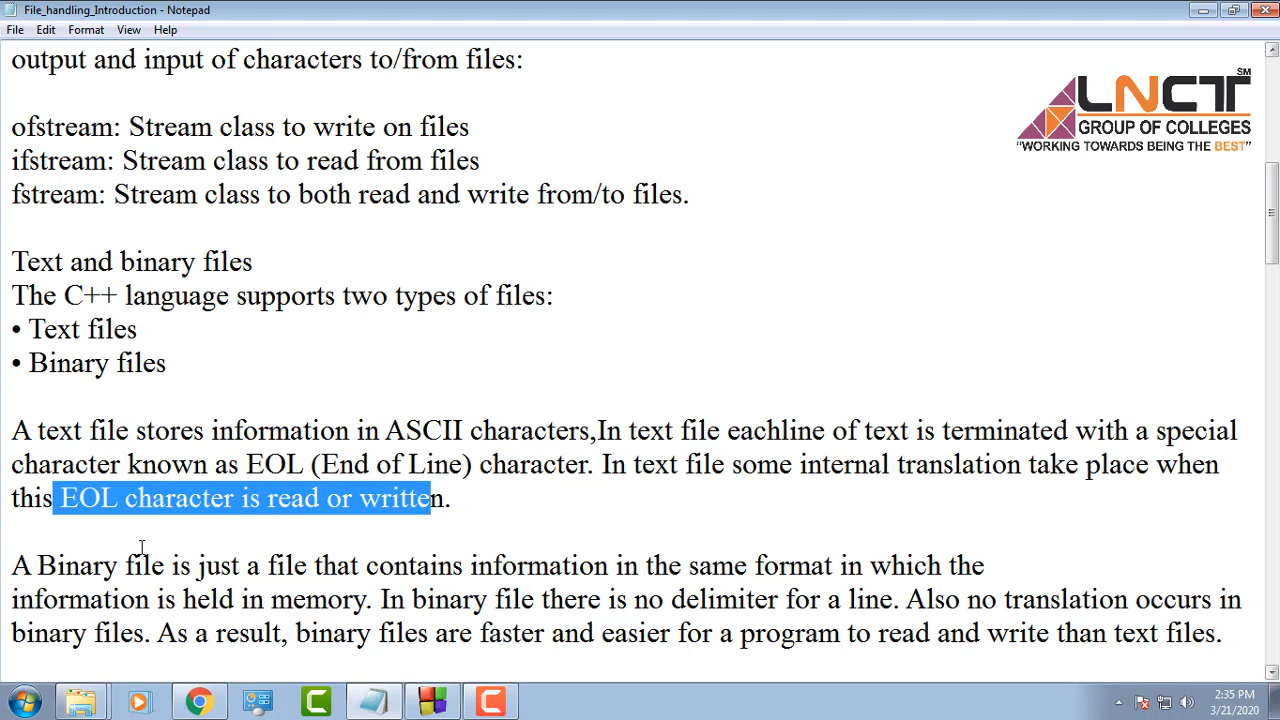 File_handling_Introduction - Notepad
File Edit Format View Help
output and input of characters to/from files:
LNCT SM
GROUP OF COLLEGES
"WORKING TOWARDS BEING THE BEST"
ofstream: Stream class to write on files
ifstream: Stream class to read from files
fstream: Stream class to both read and write from/to files.
Text and binary files
The C++ language supports two types of files:
• Text files
• Binary files
A text file stores information in ASCII characters,In text file eachline of text is terminated with a special
character known as EOL (End of Line) character. In text file some internal translation take place when
this EOL character is read or written.
A Binary file is just a file that contains information in the same format in which the
information is held in memory. In binary file there is no delimiter for a line. Also no translation occurs in
binary files. As a result, binary files are faster and easier for a program to read and write than text files.
2:35 PM
3/21/2020